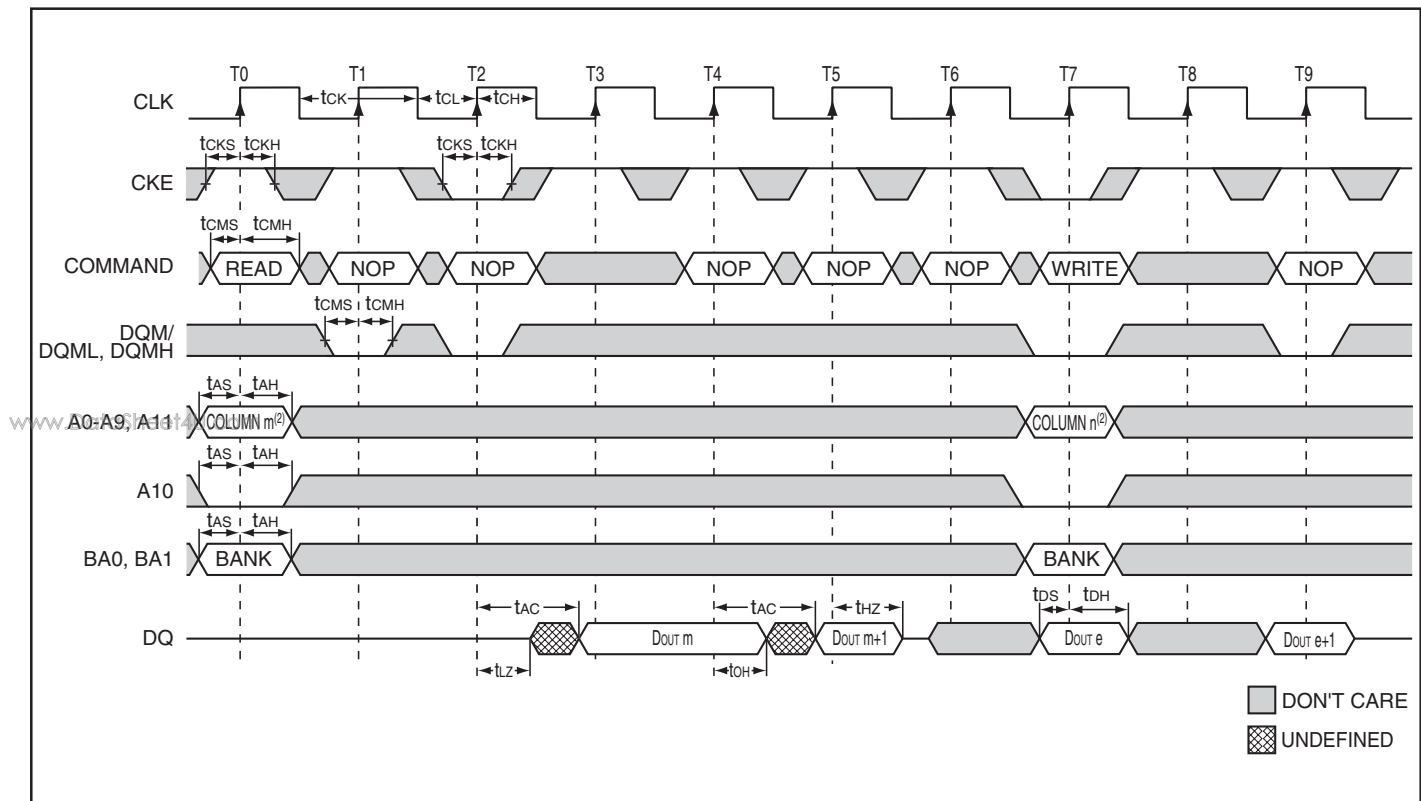 T0 T1 T2 T3 T4 T5 T6 T7 T8 T9
CLK tCK tCL tCH
tCKS tCKH tCKS tCKH
CKE
tCMS tCMH
COMMAND READ NOP NOP NOP NOP NOP WRITE NOP
tCMS tCMH
DQM/
DQML, DQMH
tAS tAH
www.DataSheet4U.com
A0-A9, A11 COLUMN m(2) COLUMN n(2)
tAS tAH
A10
tAS tAH
BA0, BA1 BANK BANK
tAC tAC tHZ tDS tDH
DQ DOUT m DOUT m+1 DOUT e DOUT e+1
tLZ tOH
DON'T CARE
UNDEFINED